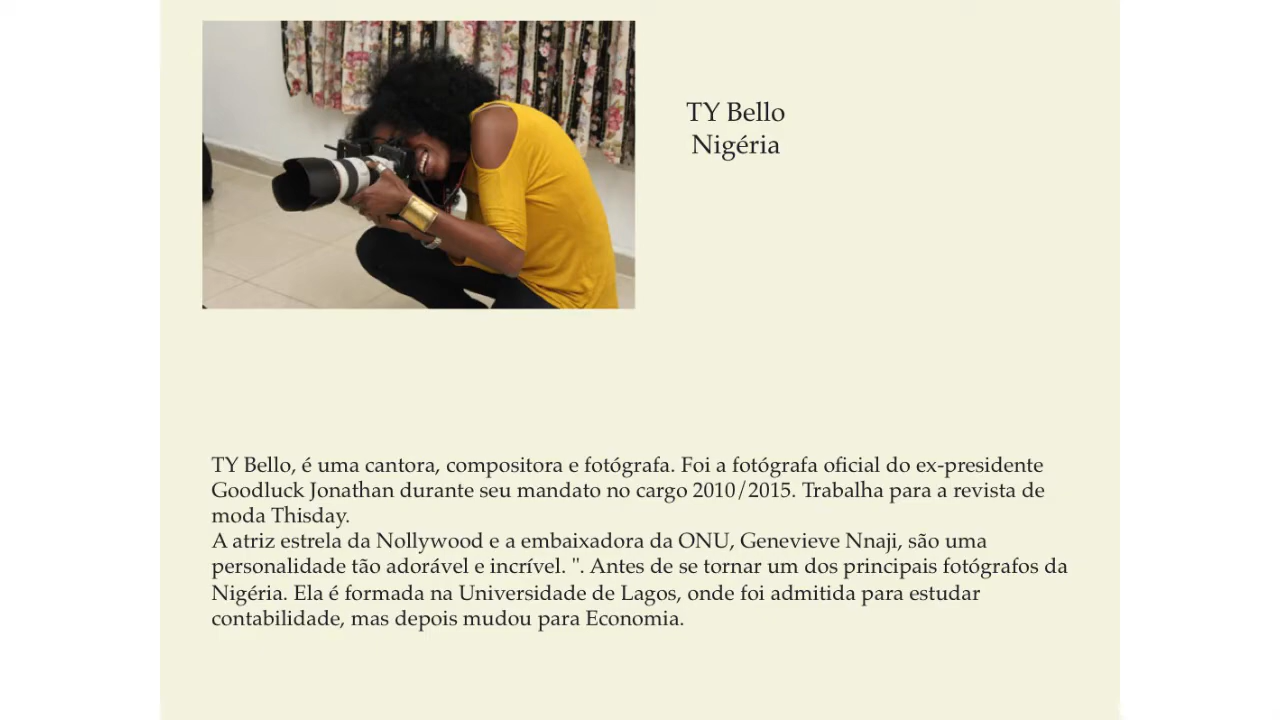 TY Bello
Nigéria
TY Bello, é uma cantora, compositora e fotógrafa. Foi a fotógrafa oficial do ex-presidente
Goodluck Jonathan durante seu mandato no cargo 2010/2015. Trabalha para a revista de
moda Thisday.
A atriz estrela da Nollywood e a embaixadora da ONU, Genevieve Nnaji, são uma
personalidade tão adorável e incrível. ". Antes de se tornar um dos principais fotógrafos da
Nigéria. Ela é formada na Universidade de Lagos, onde foi admitida para estudar
contabilidade, mas depois mudou para Economia.